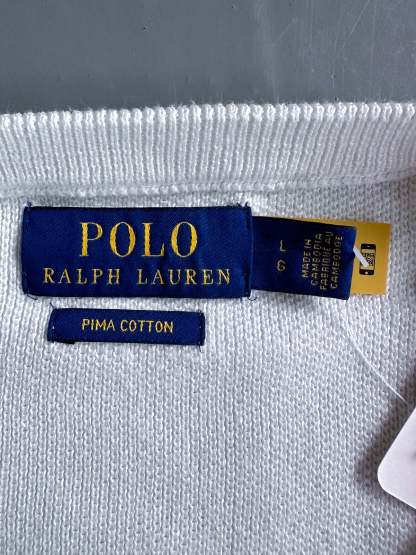 POLO
RALPH LAUREN
PIMA COTTON
L
G
MADE IN
CAMBODIA
FABRIQUÉ AU
CAMBODGE